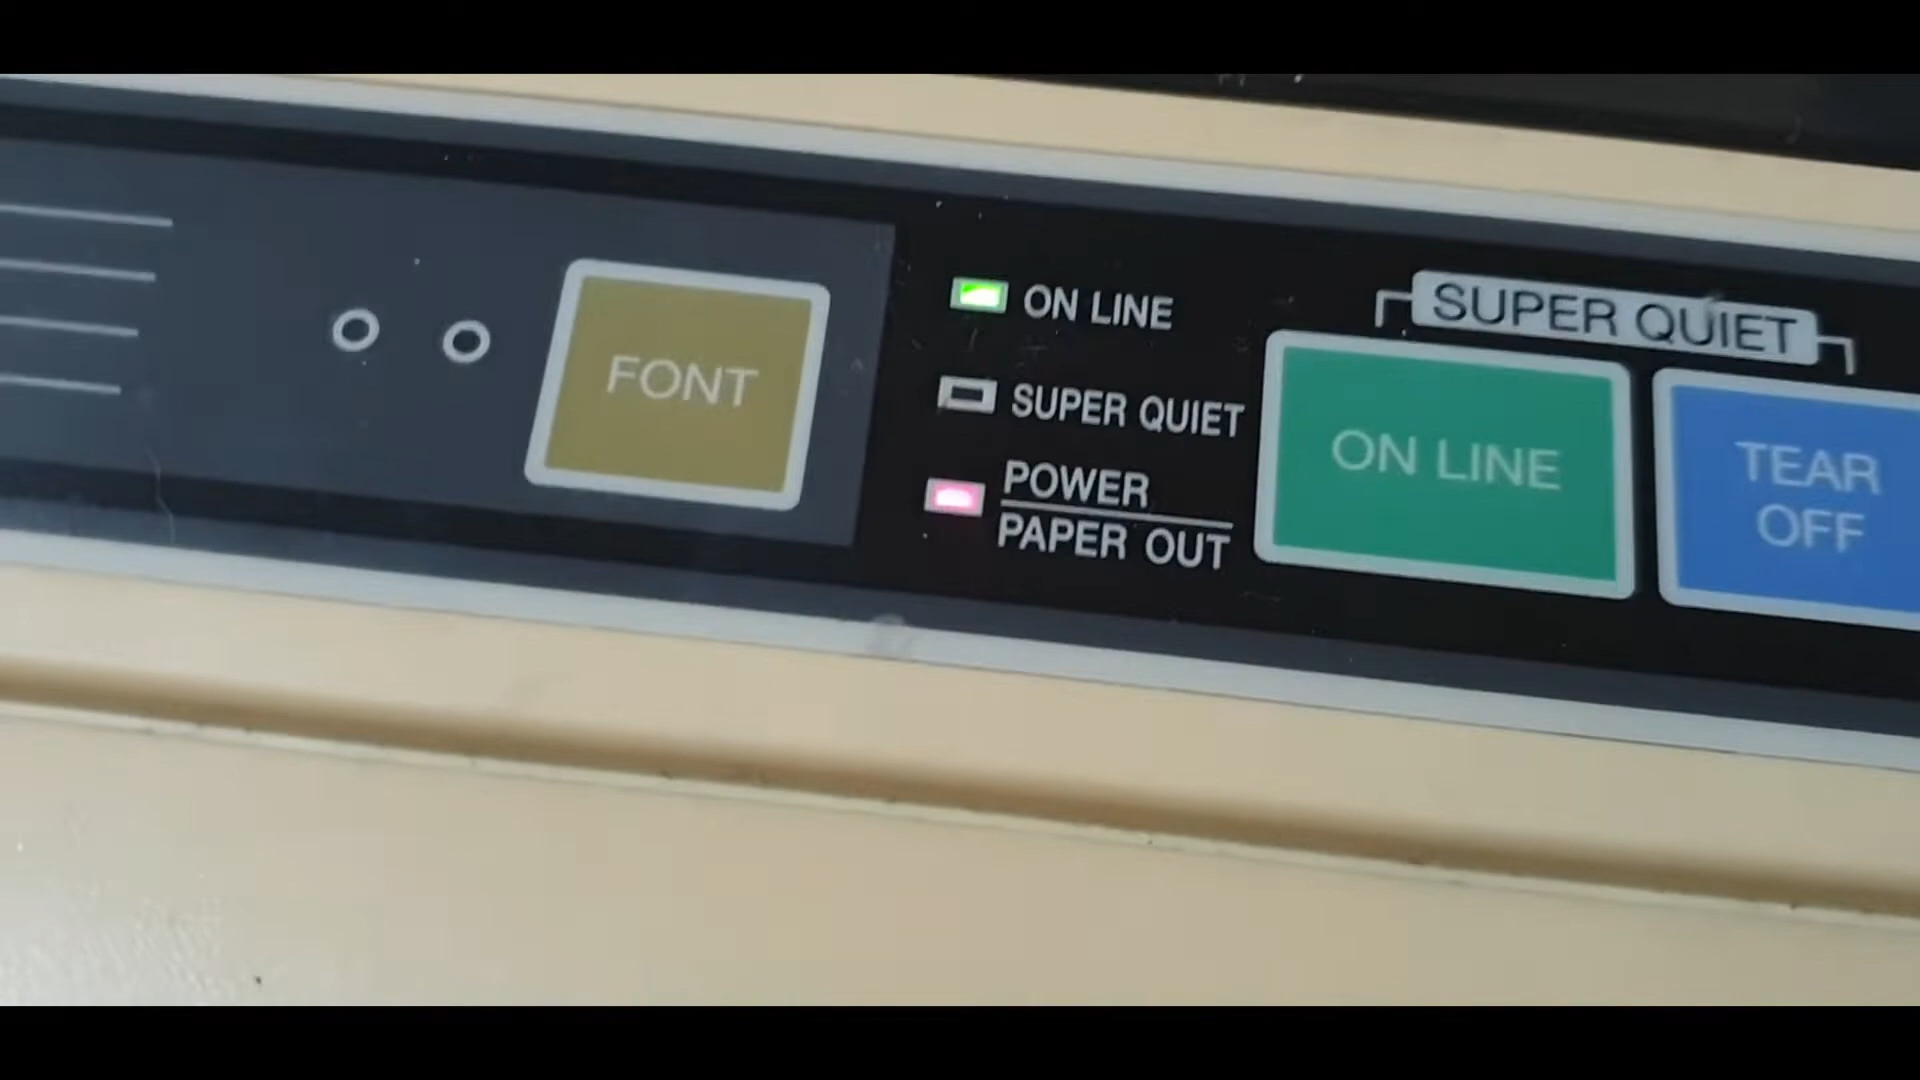 FONT
ON LINE
SUPER QUIET
POWER
PAPER OUT
SUPER QUIET
ON LINE
TEAR
OFF